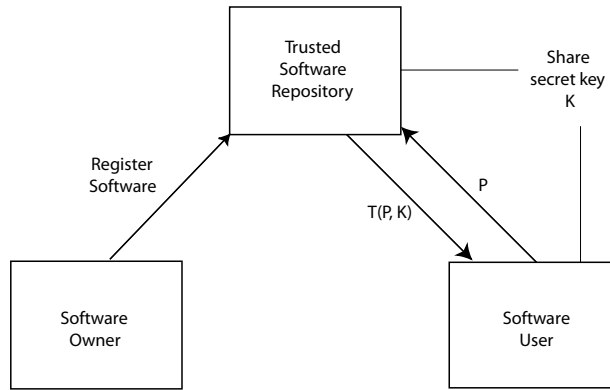 Trusted
Software
Repository
Share
secret key
K
Register
Software
P
T(P, K)
Software
Owner
Software
User